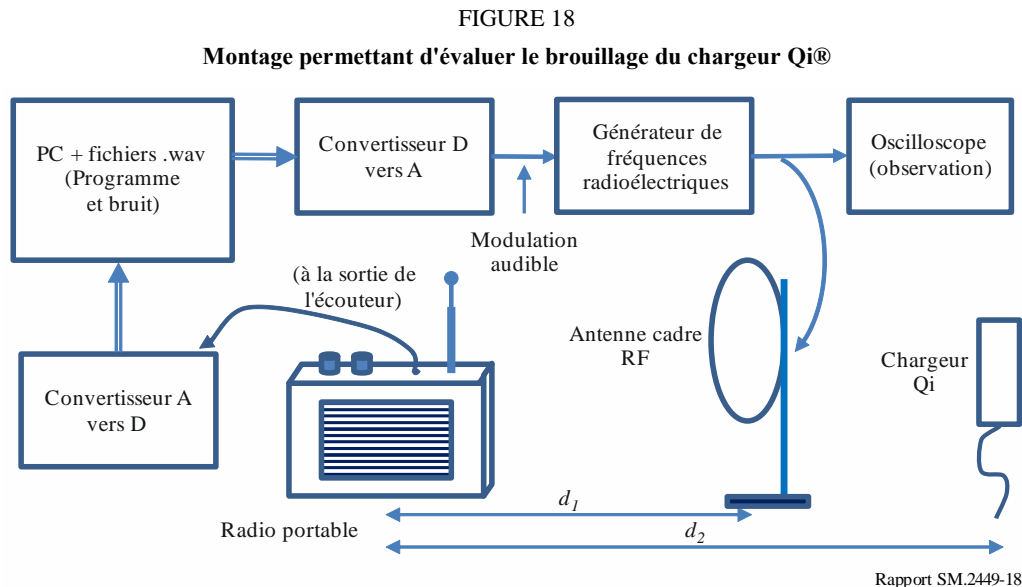 FIGURE 18
Montage permettant d'évaluer le brouillage du chargeur Qi®
PC + fichiers .wav
(Programme
et bruit)
Convertisseur D
vers A
Générateur de
fréquences
radioélectriques
Oscilloscope
(observation)
Modulation
audible
(à la sortie de
l'écouteur)
Antenne cadre
RF
Chargeur
Qi
Convertisseur A
vers D
d1
Radio portable
d2
Rapport SM.2449-18